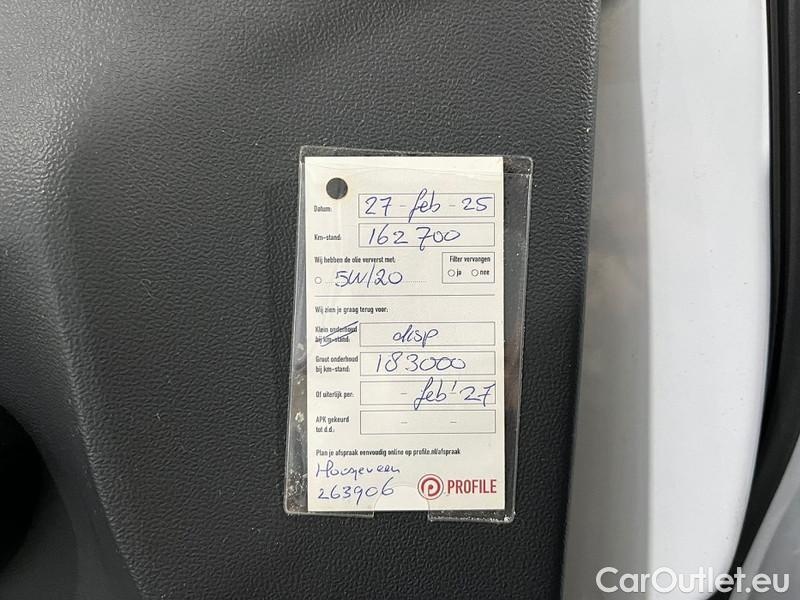 Datum: 27 - feb - 25
Km-stand: 162 700
Wij hebben de olie ververst met: Filter vervangen
5W/20 ja nee
Wij zien je graag terug voor:
Klein onderhoud
bij km-stand: disp
Groot onderhoud
bij km-stand: 183000
Of uiterlijk per: - feb' - 27
APK gekeurd
tot d.d.: - -
Plan je afspraak eenvoudig online op profile.nl/afspraak
Hoogeveen
263906
PROFILE
CarOutlet.eu